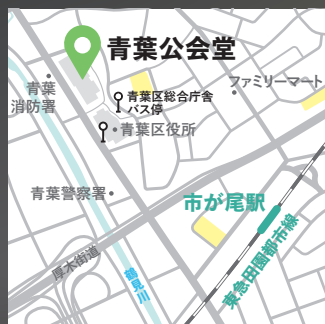 青葉公会堂
青葉
消防署
青葉区総合庁舎
バス停
ファミリーマート
青葉区役所
青葉警察署
市が尾駅
厚木街道
鶴見川
東急田園都市線